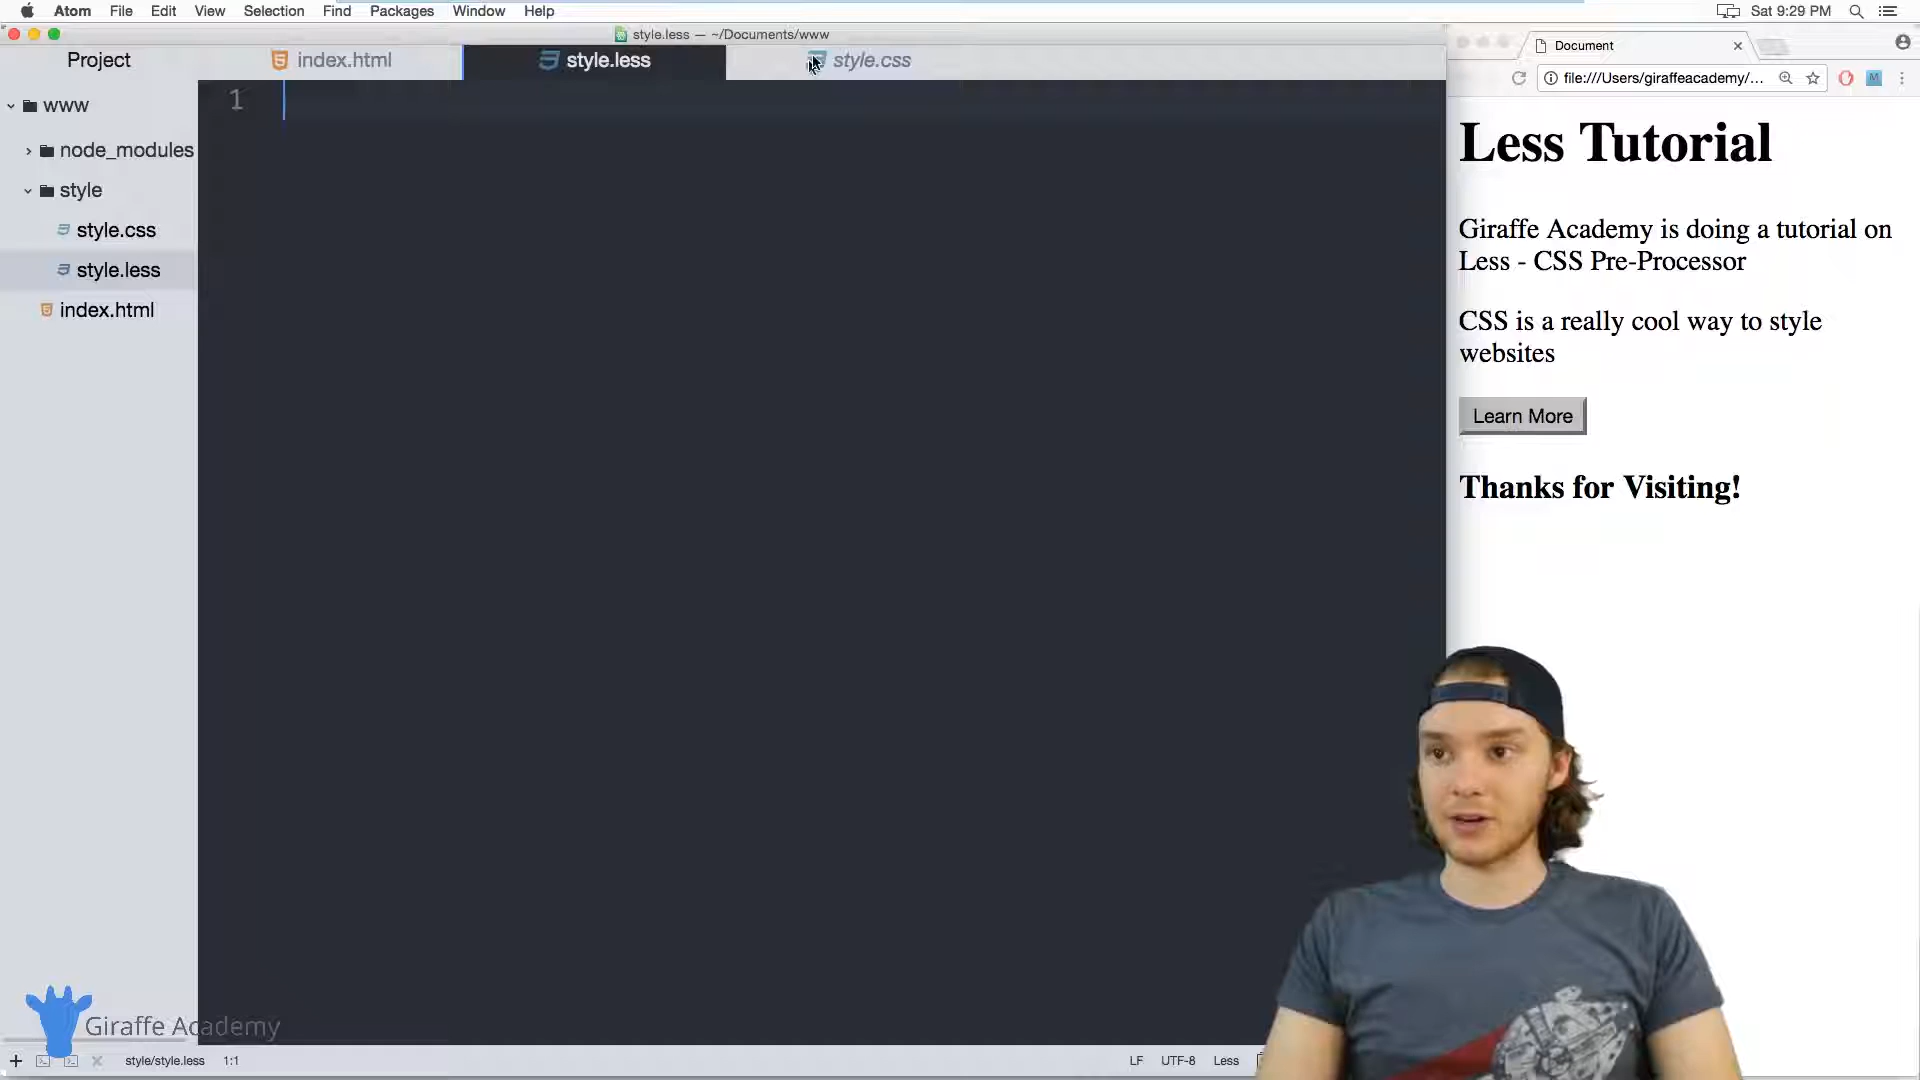 Atom File Edit View Selection Find Packages Window Help
Sat 9:29 PM
style.less — ~/Documents/www
Project
index.html
style.less
style.css
Document
file:///Users/giraffeacademy/...
M
www
node_modules
style
style.css
style.less
index.html
1
Less Tutorial
Giraffe Academy is doing a tutorial on
Less - CSS Pre-Processor
CSS is a really cool way to style
websites
Learn More
Thanks for Visiting!
Giraffe Academy
style/style.less 1:1
LF UTF-8 Less